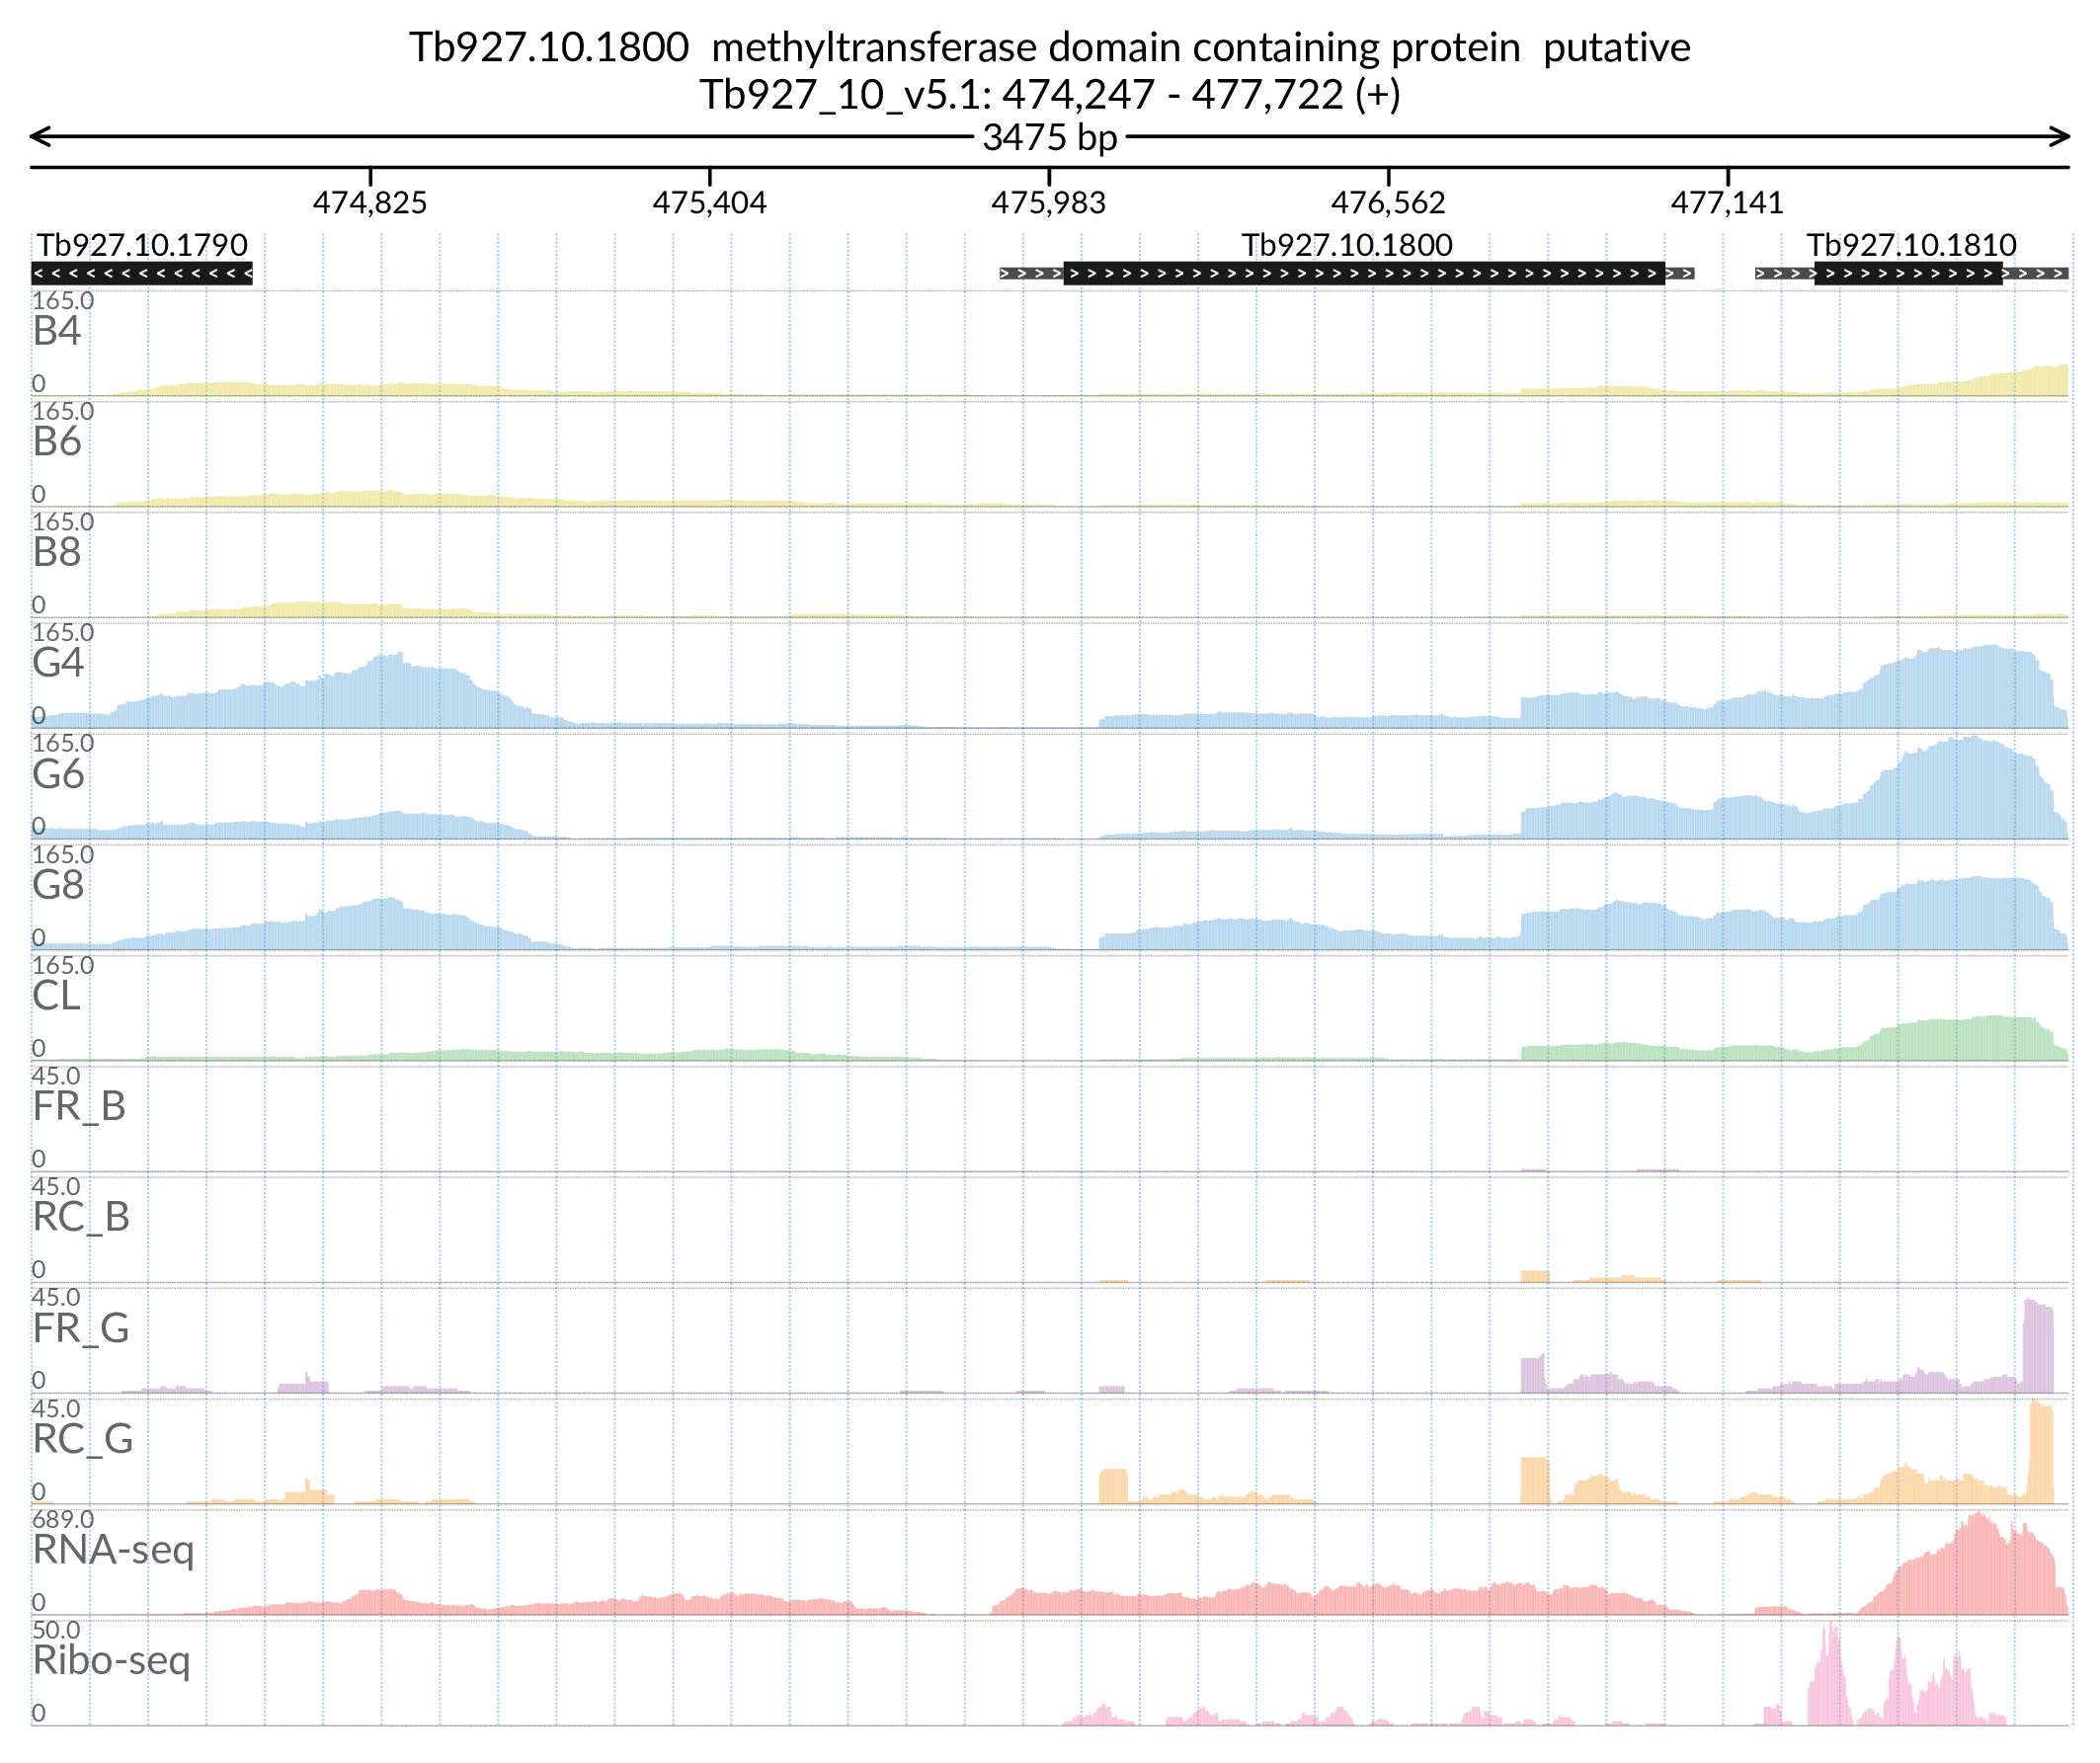 Tb927.10.1800  methyltransferase domain containing protein  putative
Tb927_10_v5.1: 474,247 - 477,722 (+)
3475 bp
474,825 475,404 475,983 476,562 477,141
Tb927.10.1790 Tb927.10.1800 Tb927.10.1810
165.0
B4
0
165.0
B6
0
165.0
B8
0
165.0
G4
0
165.0
G6
0
165.0
G8
0
165.0
CL
0
45.0
FR_B
0
45.0
RC_B
0
45.0
FR_G
0
45.0
RC_G
0
689.0
RNA-seq
0
50.0
Ribo-seq
0